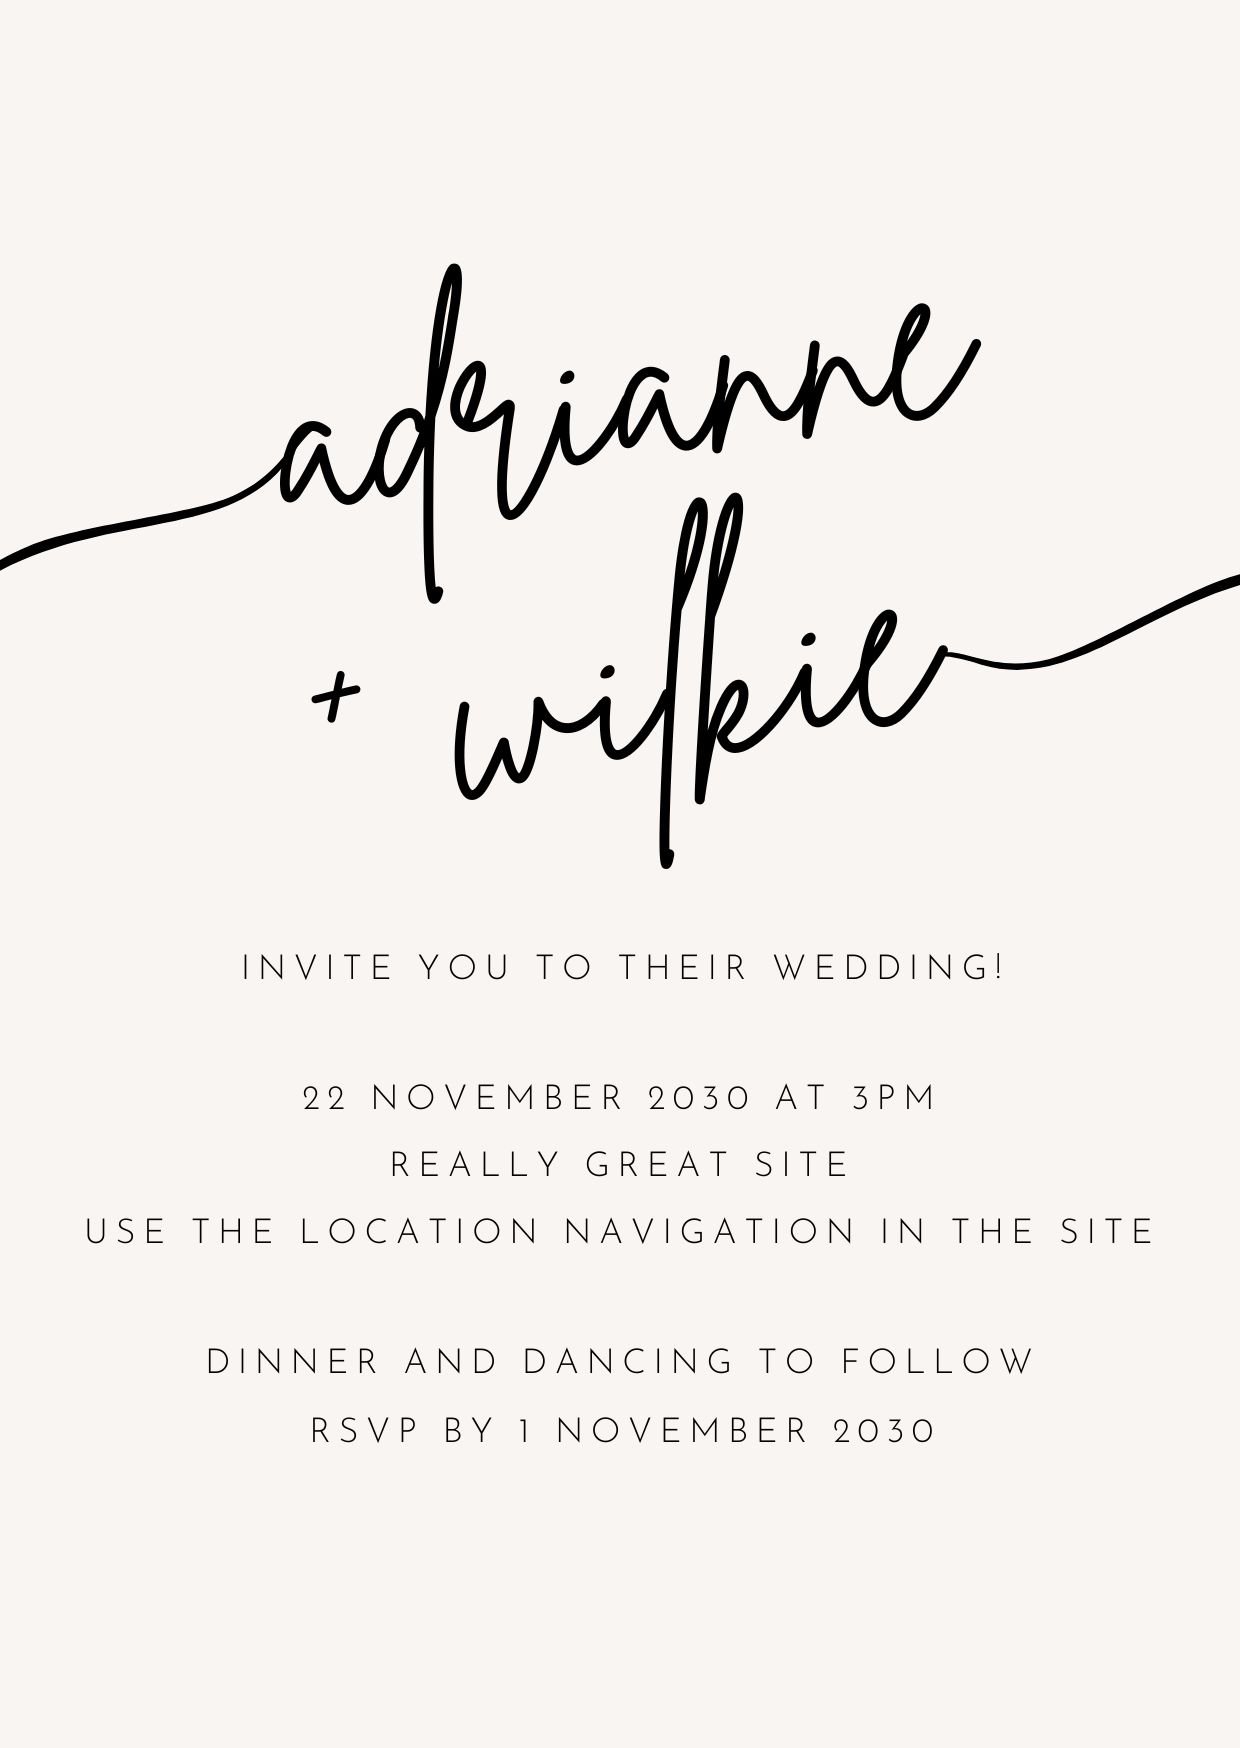 adrianne
+ wilkie
INVITE YOU TO THEIR WEDDING!
22 NOVEMBER 2030 AT 3PM
REALLY GREAT SITE
USE THE LOCATION NAVIGATION IN THE SITE
DINNER AND DANCING TO FOLLOW
RSVP BY 1 NOVEMBER 2030